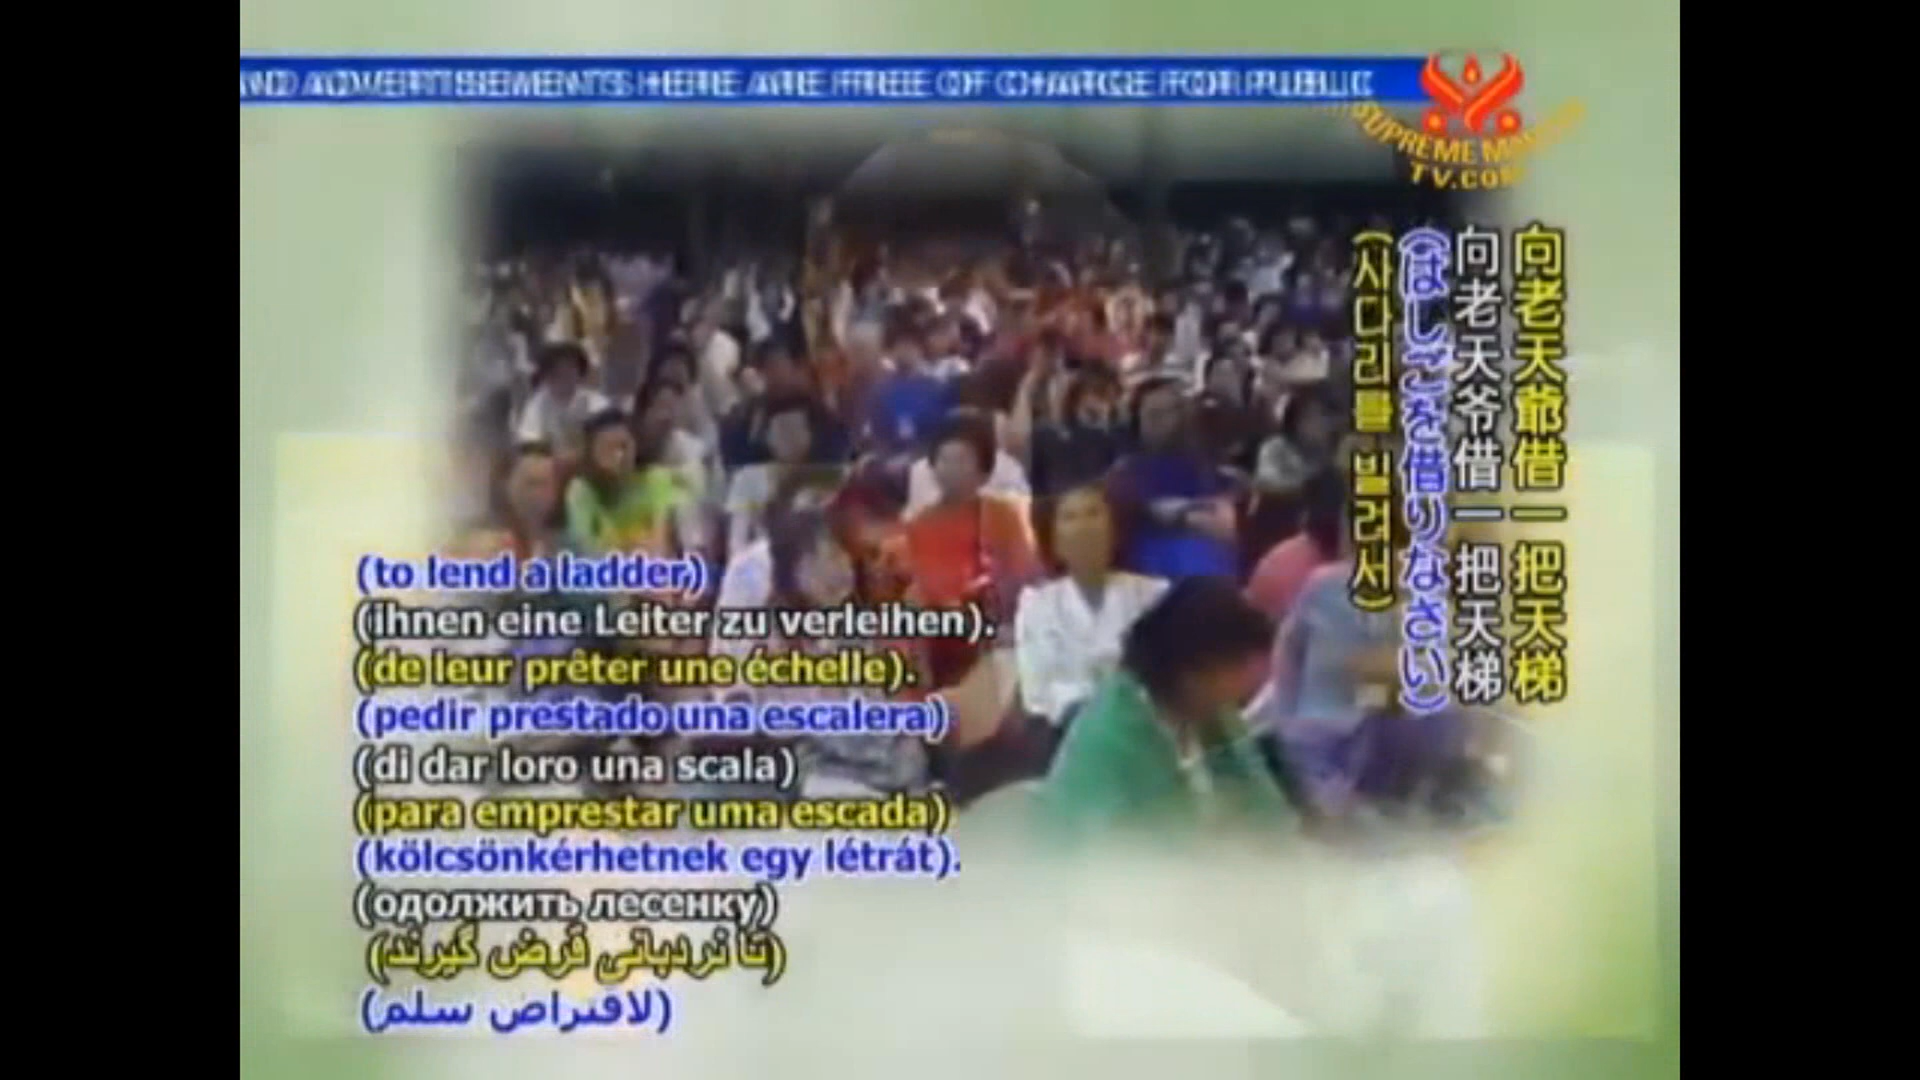 AND ADVERTISEMENTS HERE ARE FREE OF CHARGE FOR PUBLIC
SUPREME MASTER
TV.COM
向老天爺借一把天梯
向老天爷借一把天梯
(はしごを借りなさい)
(사다리를 빌려서)
(to lend a ladder)
(ihnen eine Leiter zu verleihen).
(de leur prêter une échelle).
(pedir prestado una escalera)
(di dar loro una scala)
(para emprestar uma escada)
(kölcsönkérhetnek egy létrát).
(одолжить лесенку)
(تا نردبانی قرض گیرند)
(لاقتراض سلم)